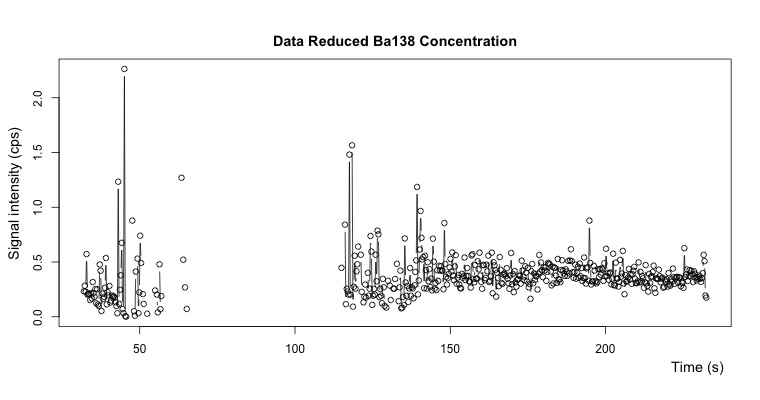 Data Reduced Ba138 Concentration
Signal intensity (cps)
2.0
1.5
1.0
0.5
0.0
50 100 150 200
Time (s)